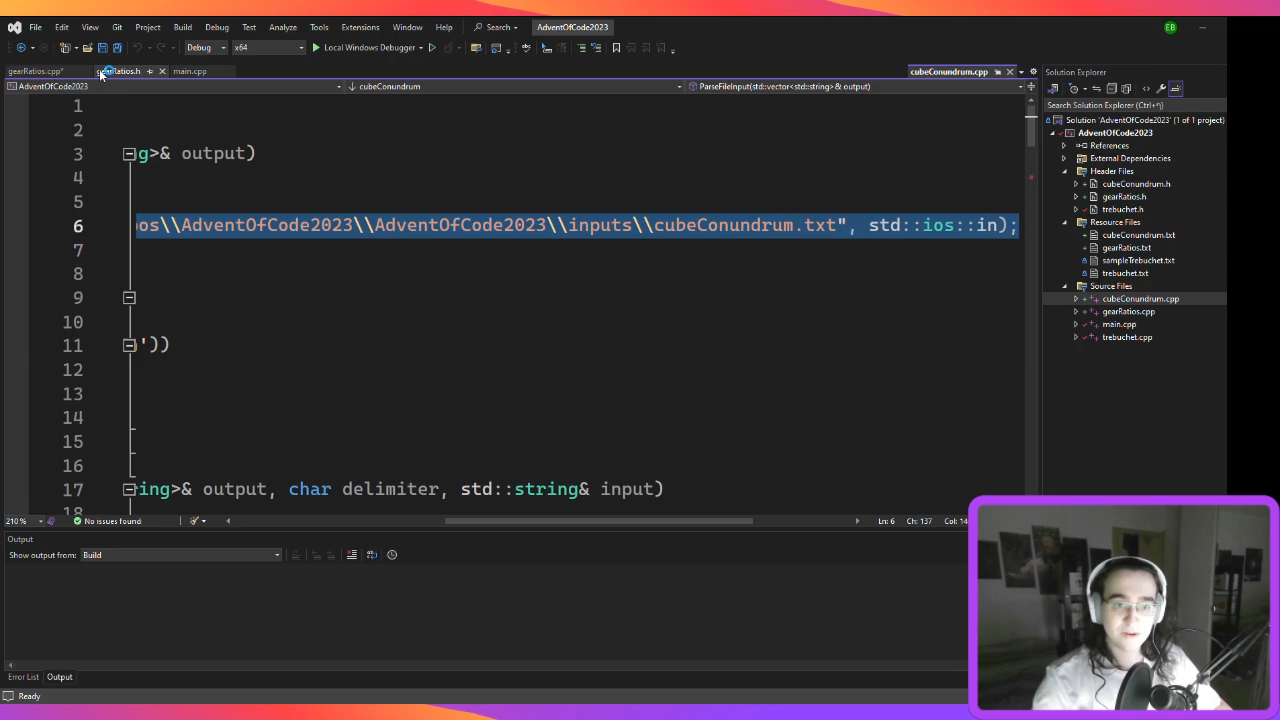 File Edit View Git Project Build Debug Test Analyze Tools Extensions Window Help Search AdventOfCode2023 EB
Debug x64 Local Windows Debugger
gearRatios.cpp* gearRatios.h main.cpp cubeConundrum.cpp Solution Explorer
AdventOfCode2023 cubeConundrum ParseFileInput(std::vector<std::string>& output)
Search Solution Explorer (Ctrl+ç)
Solution 'AdventOfCode2023' (1 of 1 project)
AdventOfCode2023
References
External Dependencies
Header Files
cubeConundrum.h
gearRatios.h
trebuchet.h
Resource Files
cubeConundrum.txt
gearRatios.txt
sampleTrebuchet.txt
trebuchet.txt
Source Files
cubeConundrum.cpp
gearRatios.cpp
main.cpp
trebuchet.cpp
1
2
3 g>& output)
4
5
6 os\\AdventOfCode2023\\AdventOfCode2023\\inputs\\cubeConundrum.txt", std::ios::in);
7
8
9
10
11 '))
12
13
14
15
16
17 ing>& output, char delimiter, std::string& input)
18
210 % No issues found Ln: 6 Ch: 137 Col: 14
Output
Show output from: Build
Error List Output
Ready